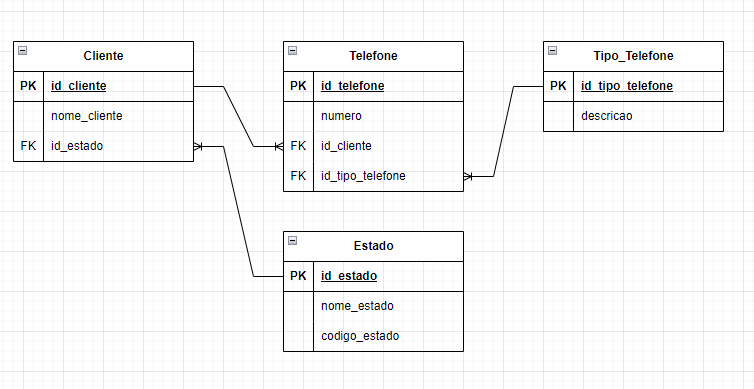 Cliente
PK id_cliente
nome_cliente
FK id_estado
Telefone
PK id_telefone
numero
FK id_cliente
FK id_tipo_telefone
Tipo_Telefone
PK id_tipo_telefone
descricao
Estado
PK id_estado
nome_estado
codigo_estado